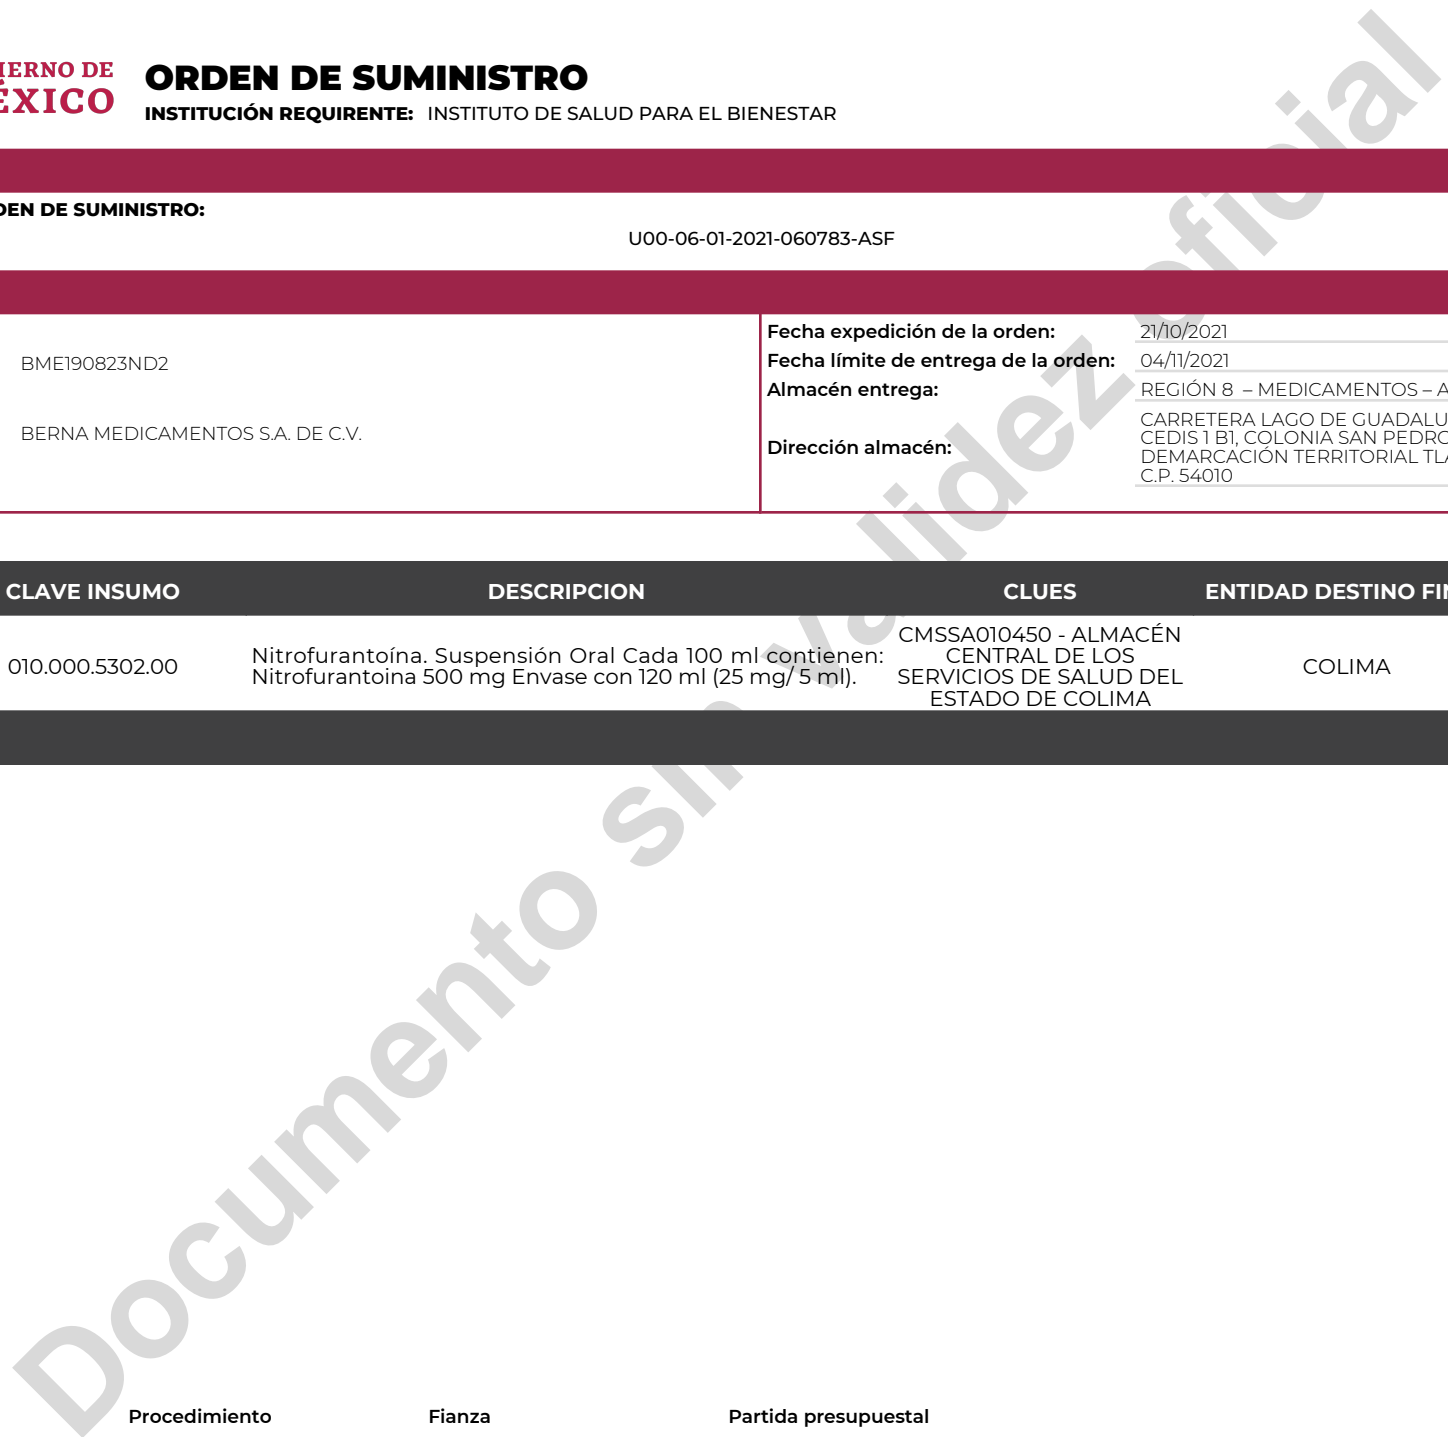 IERNO DE
ÉXICO
ORDEN DE SUMINISTRO
INSTITUCIÓN REQUIRENTE: INSTITUTO DE SALUD PARA EL BIENESTAR
DEN DE SUMINISTRO:
U00-06-01-2021-060783-ASF
BME190823ND2
BERNA MEDICAMENTOS S.A. DE C.V.
Fecha expedición de la orden: 21/10/2021
Fecha límite de entrega de la orden: 04/11/2021
Almacén entrega: REGIÓN 8 – MEDICAMENTOS – A
Dirección almacén: CARRETERA LAGO DE GUADALU
CEDIS 1 B1, COLONIA SAN PEDRO
DEMARCACIÓN TERRITORIAL TLA
C.P. 54010
CLAVE INSUMO DESCRIPCION CLUES ENTIDAD DESTINO FIN
010.000.5302.00
Nitrofurantoína. Suspensión Oral Cada 100 ml contienen:
Nitrofurantoina 500 mg Envase con 120 ml (25 mg/ 5 ml).
CMSSA010450 - ALMACÉN
CENTRAL DE LOS
SERVICIOS DE SALUD DEL
ESTADO DE COLIMA
COLIMA
Documento sin validez oficial
Procedimiento Fianza Partida presupuestal